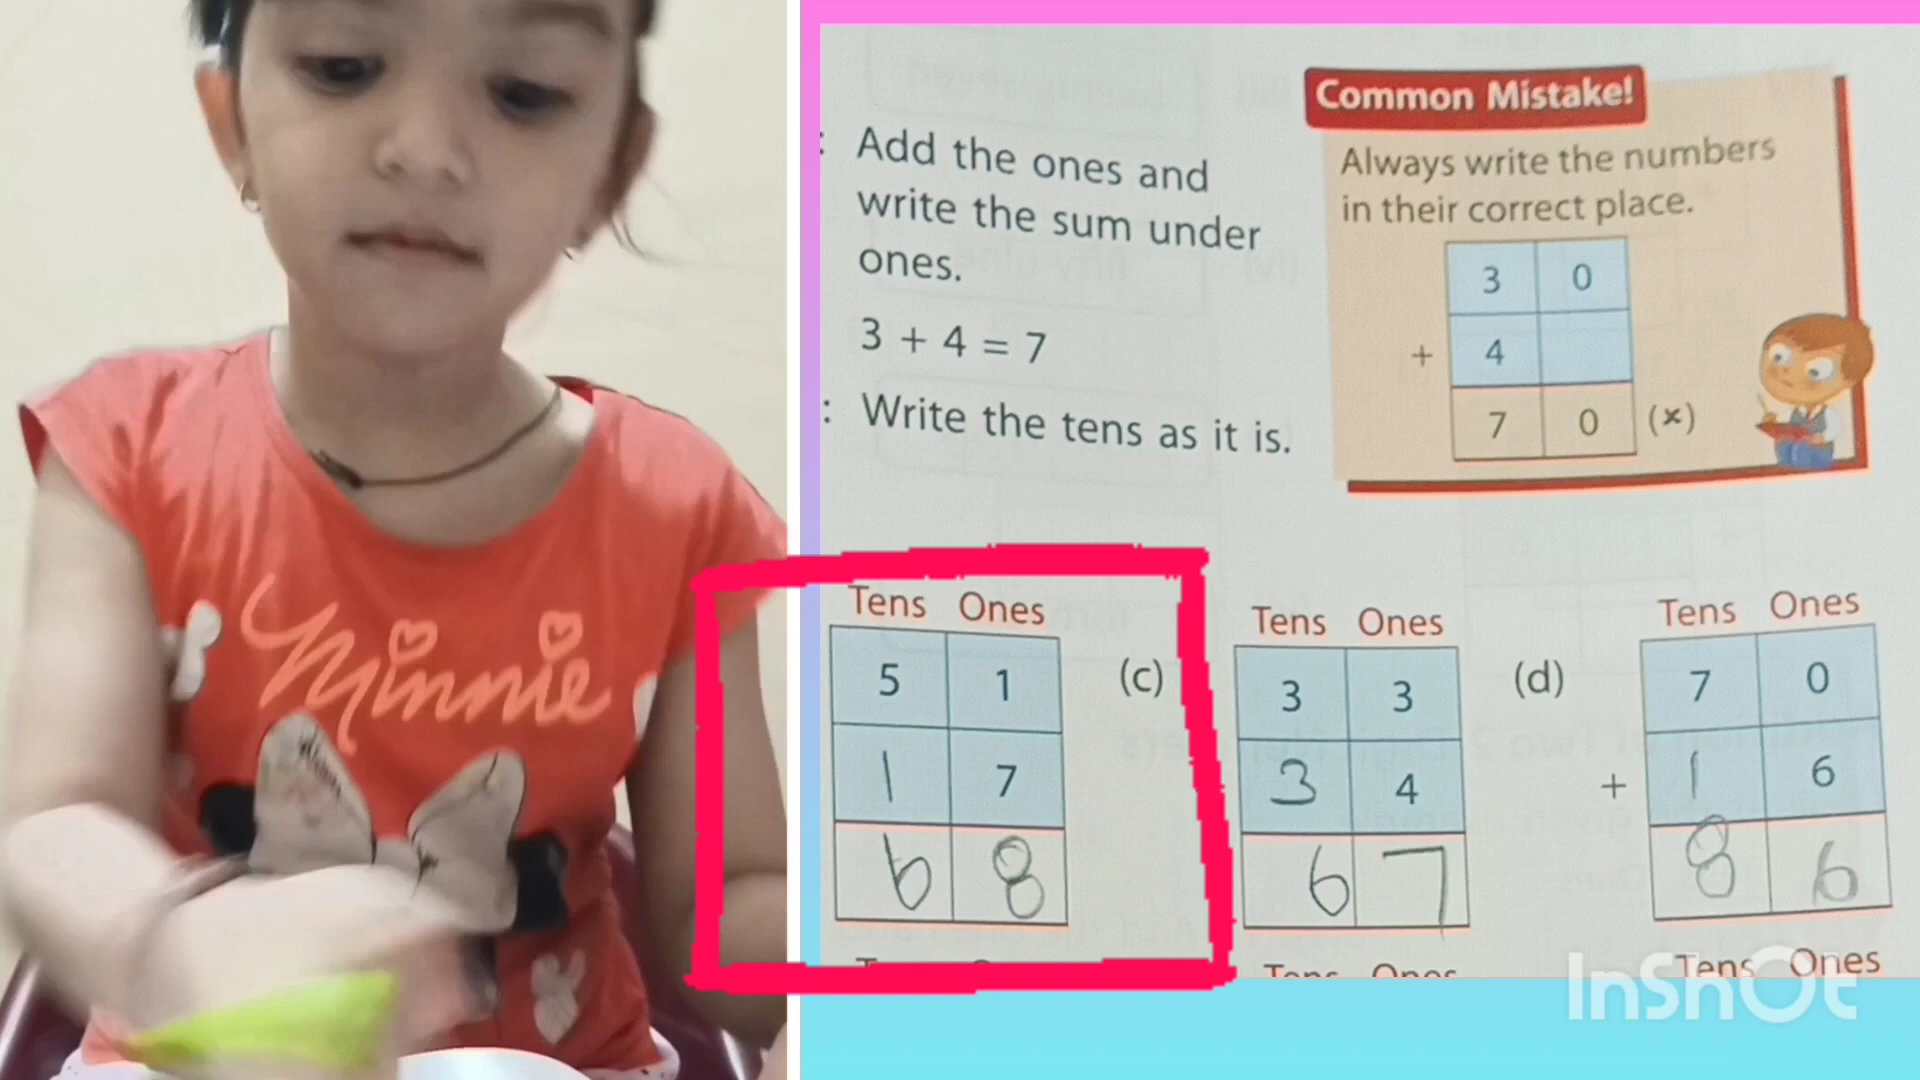 Minnie
Common Mistake!
Always write the numbers
in their correct place.
3 0
+ 4
7 0 (×)
: Add the ones and
write the sum under
ones.
3 + 4 = 7
: Write the tens as it is.
Tens Ones
5 1
1 7
6 8
(c)
Tens Ones
3 3
3 4
6 7
(d)
Tens Ones
7 0
+ 1 6
8 6
Tens Ones
Tens Ones
InShOt